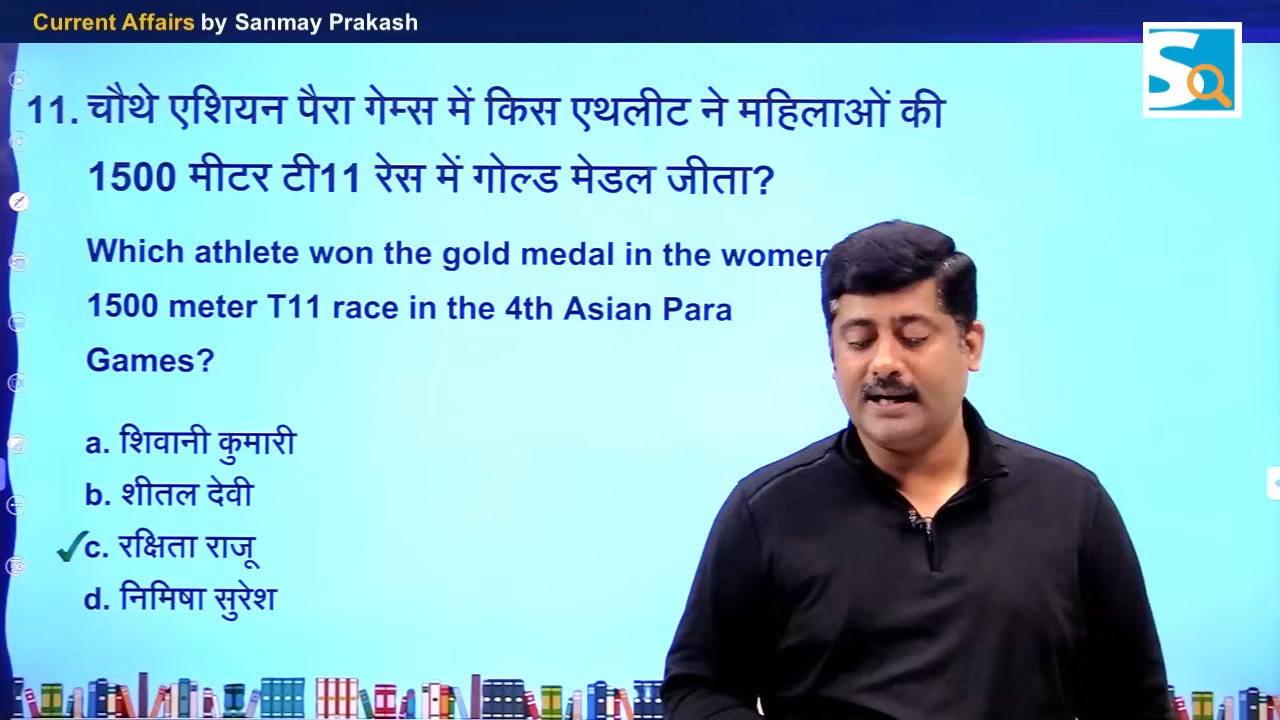 Current Affairs by Sanmay Prakash
11. चौथे एशियन पैरा गेम्स में किस एथलीट ने महिलाओं की
1500 मीटर टी11 रेस में गोल्ड मेडल जीता?
Which athlete won the gold medal in the women
1500 meter T11 race in the 4th Asian Para
Games?
a. शिवानी कुमारी
b. शीतल देवी
c. रक्षिता राजू
d. निमिषा सुरेश